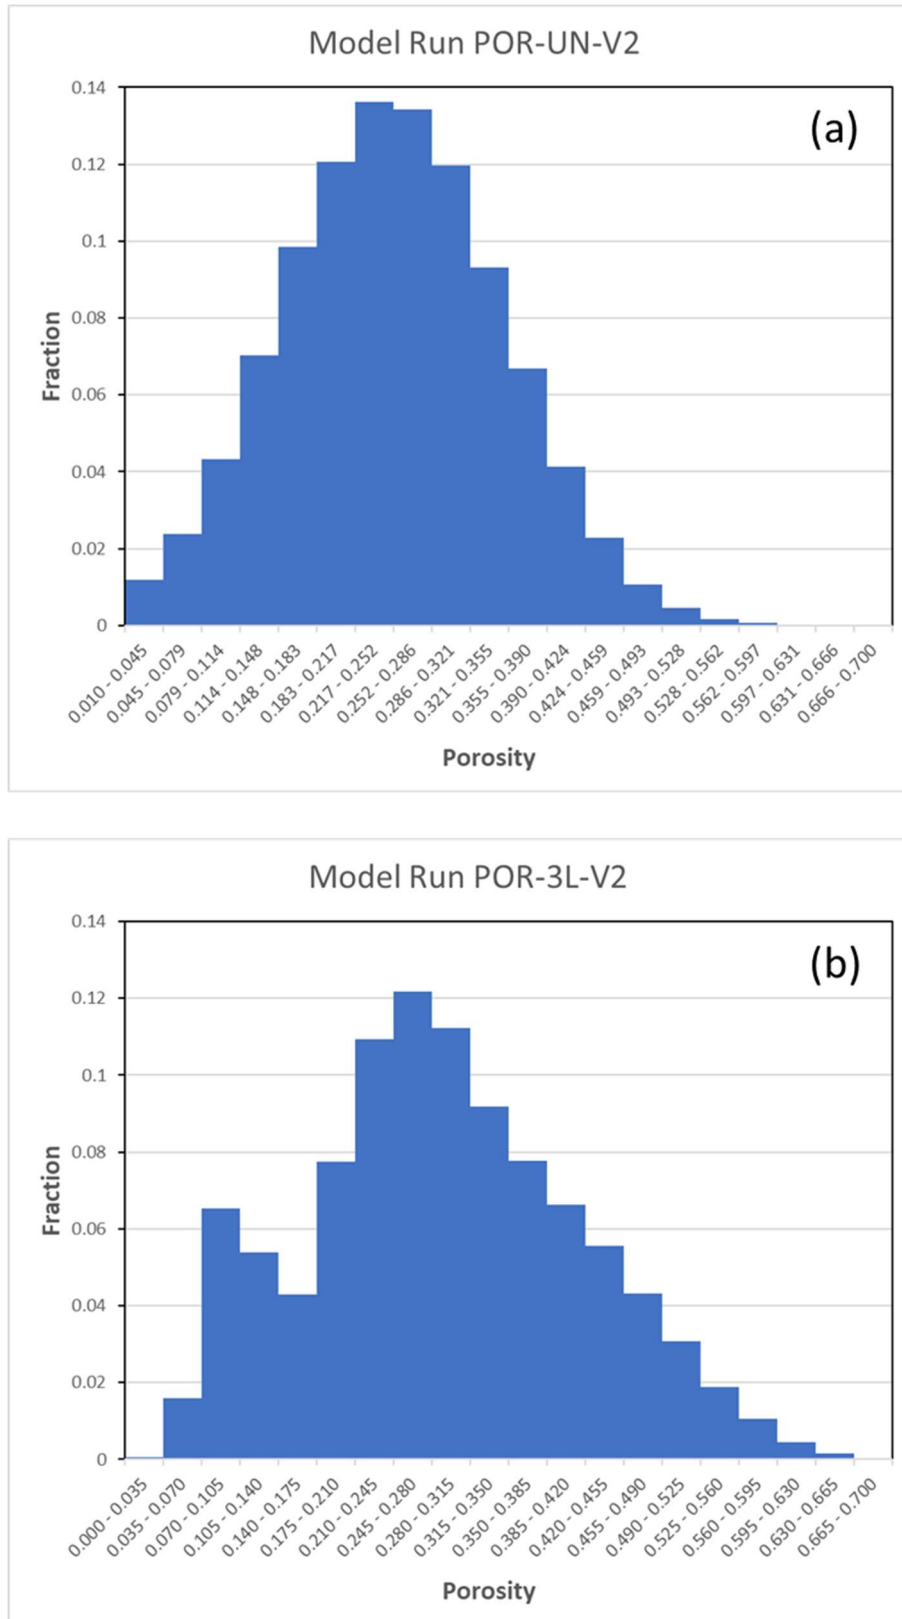 Model Run POR-UN-V2
(a)
0.14
0.12
0.1
0.08
0.06
0.04
0.02
0
Fraction
0.010 - 0.045
0.045 - 0.079
0.079 - 0.114
0.114 - 0.148
0.148 - 0.183
0.183 - 0.217
0.217 - 0.252
0.252 - 0.286
0.286 - 0.321
0.321 - 0.355
0.355 - 0.390
0.390 - 0.424
0.424 - 0.459
0.459 - 0.493
0.493 - 0.528
0.528 - 0.562
0.562 - 0.597
0.597 - 0.631
0.631 - 0.666
0.666 - 0.700
Porosity
Model Run POR-3L-V2
(b)
0.14
0.12
0.1
0.08
0.06
0.04
0.02
0
Fraction
0.000 - 0.035
0.035 - 0.070
0.070 - 0.105
0.105 - 0.140
0.140 - 0.175
0.175 - 0.210
0.210 - 0.245
0.245 - 0.280
0.280 - 0.315
0.315 - 0.350
0.350 - 0.385
0.385 - 0.420
0.420 - 0.455
0.455 - 0.490
0.490 - 0.525
0.525 - 0.560
0.560 - 0.595
0.595 - 0.630
0.630 - 0.665
0.665 - 0.700
Porosity